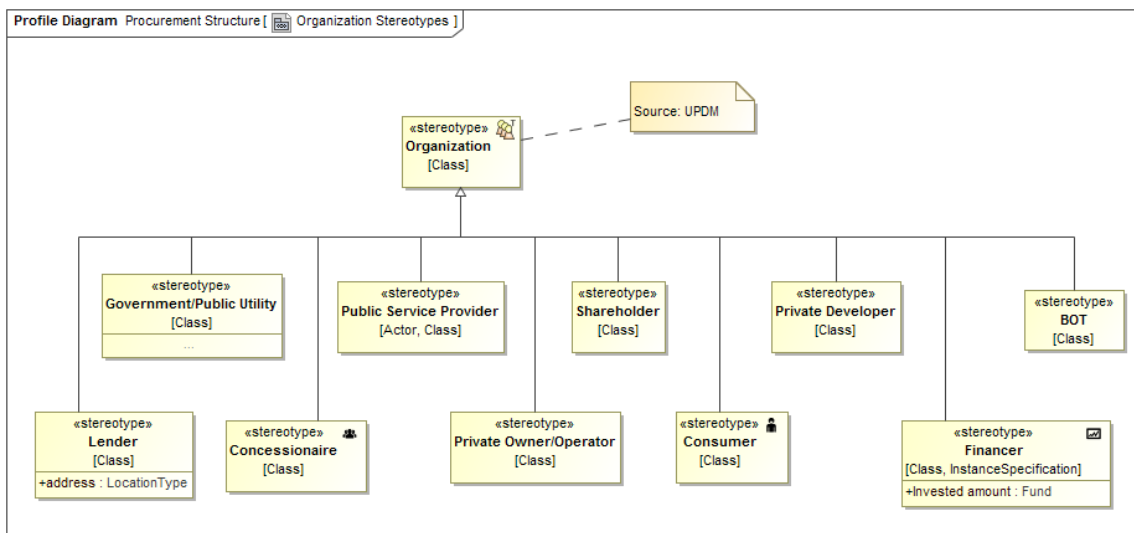 Profile Diagram Procurement Structure [ Organization Stereotypes ]
Source: UPDM
«stereotype»
Organization
[Class]
«stereotype»
Government/Public Utility
[Class]
...
«stereotype»
Public Service Provider
[Actor, Class]
«stereotype»
Shareholder
[Class]
«stereotype»
Private Developer
[Class]
«stereotype»
BOT
[Class]
«stereotype»
Lender
[Class]
+address : LocationType
«stereotype»
Concessionaire
[Class]
«stereotype»
Private Owner/Operator
[Class]
«stereotype»
Consumer
[Class]
«stereotype»
Financer
[Class, InstanceSpecification]
+Invested amount : Fund